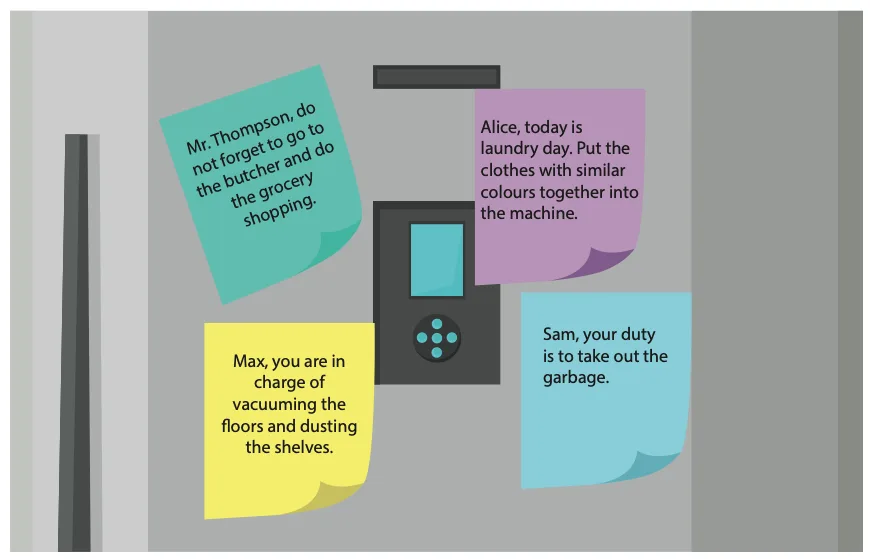 Mr. Thompson, do
not forget to go to
the butcher and do
the grocery
shopping.
Alice, today is
laundry day. Put the
clothes with similar
colours together into
the machine.
Max, you are in
charge of
vacuuming the
floors and dusting
the shelves.
Sam, your duty
is to take out the
garbage.